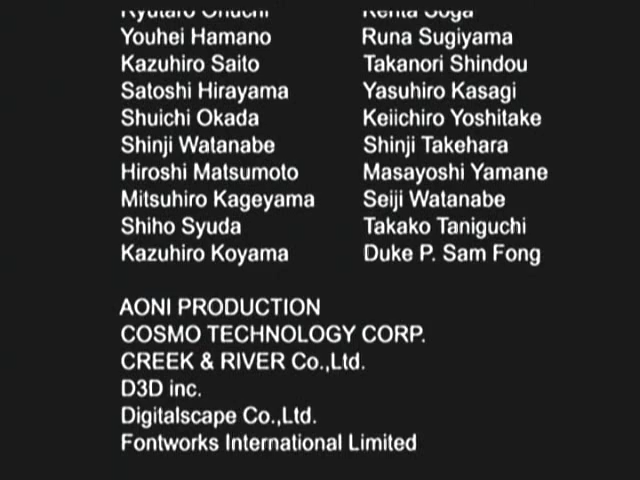 Youhei Hamano Runa Sugiyama
Kazuhiro Saito Takanori Shindou
Satoshi Hirayama Yasuhiro Kasagi
Shuichi Okada Keiichiro Yoshitake
Shinji Watanabe Shinji Takehara
Hiroshi Matsumoto Masayoshi Yamane
Mitsuhiro Kageyama Seiji Watanabe
Shiho Syuda Takako Taniguchi
Kazuhiro Koyama Duke P. Sam Fong
AONI PRODUCTION
COSMO TECHNOLOGY CORP.
CREEK & RIVER Co.,Ltd.
D3D inc.
Digitalscape Co.,Ltd.
Fontworks International Limited